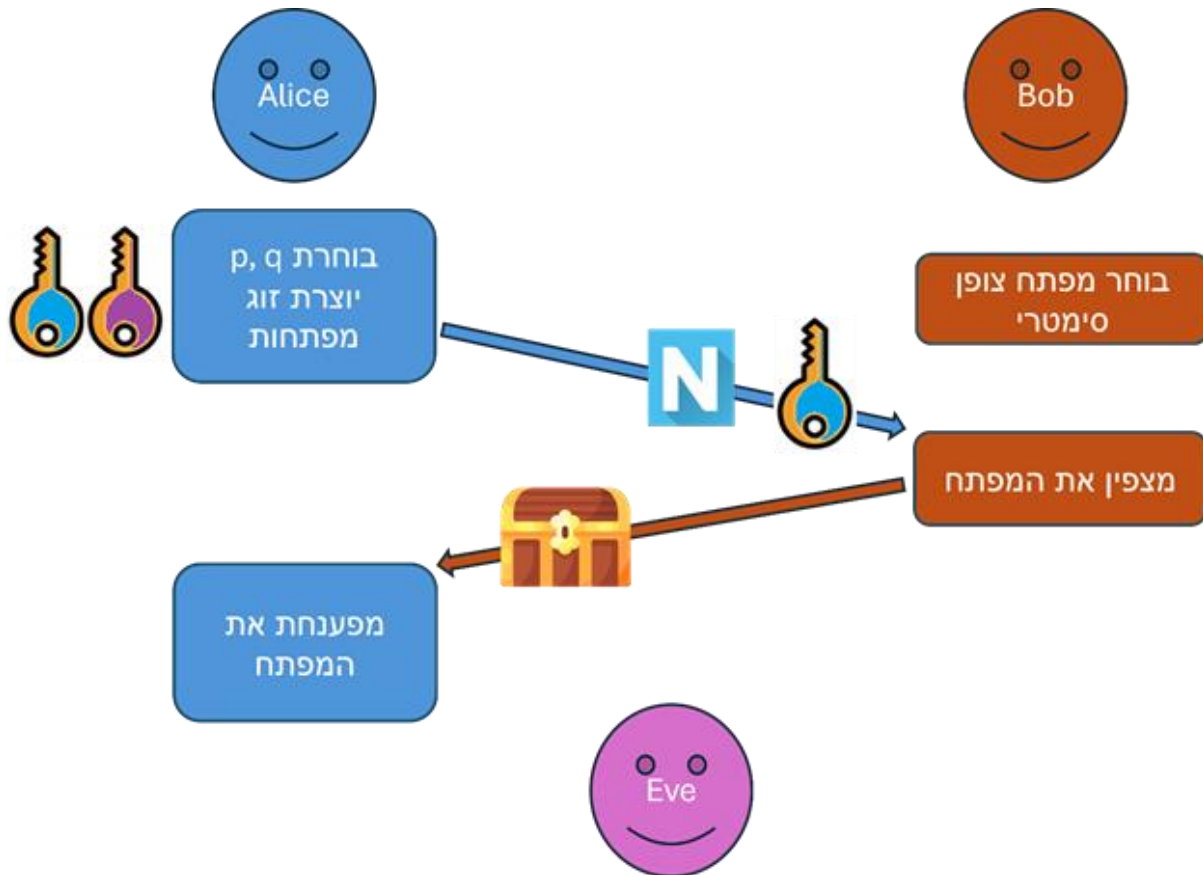 Alice
Bob
בוחרת p, q
יוצרת זוג
מפתחות
בוחר מפתח צופן
סימטרי
N
מצפין את המפתח
מפענחת את
המפתח
Eve